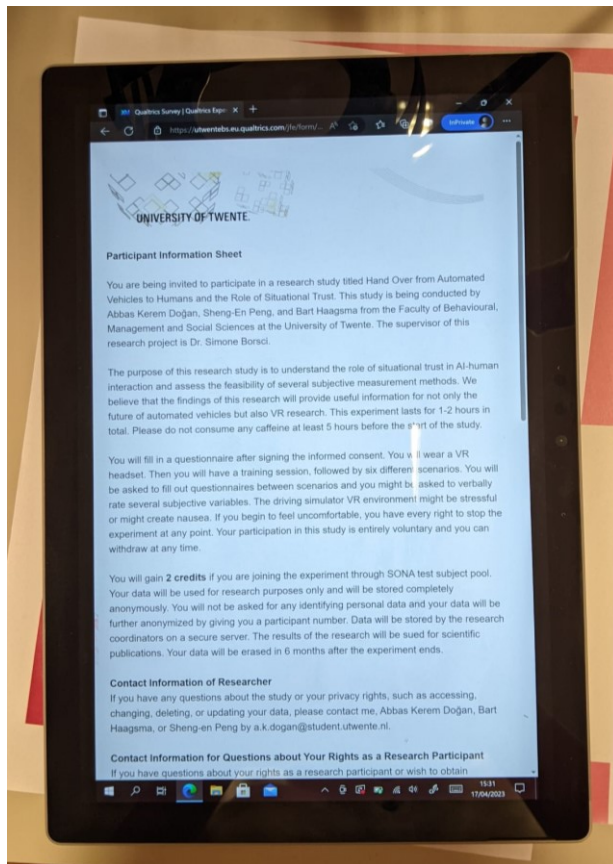 Qualtrics Survey | Qualtrics Expe
https://utwentebs.eu.qualtrics.com/jfe/form/...
InPrivate
UNIVERSITY OF TWENTE.
Participant Information Sheet
You are being invited to participate in a research study titled Hand Over from Automated
Vehicles to Humans and the Role of Situational Trust. This study is being conducted by
Abbas Kerem Doğan, Sheng-En Peng, and Bart Haagsma from the Faculty of Behavioural,
Management and Social Sciences at the University of Twente. The supervisor of this
research project is Dr. Simone Borsci.
The purpose of this research study is to understand the role of situational trust in AI-human
interaction and assess the feasibility of several subjective measurement methods. We
believe that the findings of this research will provide useful information for not only the
future of automated vehicles but also VR research. This experiment lasts for 1-2 hours in
total. Please do not consume any caffeine at least 5 hours before the start of the study.
You will fill in a questionnaire after signing the informed consent. You will wear a VR
headset. Then you will have a training session, followed by six different scenarios. You will
be asked to fill out questionnaires between scenarios and you might be asked to verbally
rate several subjective variables. The driving simulator VR environment might be stressful
or might create nausea. If you begin to feel uncomfortable, you have every right to stop the
experiment at any point. Your participation in this study is entirely voluntary and you can
withdraw at any time.
You will gain 2 credits if you are joining the experiment through SONA test subject pool.
Your data will be used for research purposes only and will be stored completely
anonymously. You will not be asked for any identifying personal data and your data will be
further anonymized by giving you a participant number. Data will be stored by the research
coordinators on a secure server. The results of the research will be sued for scientific
publications. Your data will be erased in 6 months after the experiment ends.
Contact Information of Researcher
If you have any questions about the study or your privacy rights, such as accessing,
changing, deleting, or updating your data, please contact me, Abbas Kerem Doğan, Bart
Haagsma, or Sheng-en Peng by a.k.dogan@student.utwente.nl.
Contact Information for Questions about Your Rights as a Research Participant
If you have questions about your rights as a research participant or wish to obtain
15:31
17/04/2023